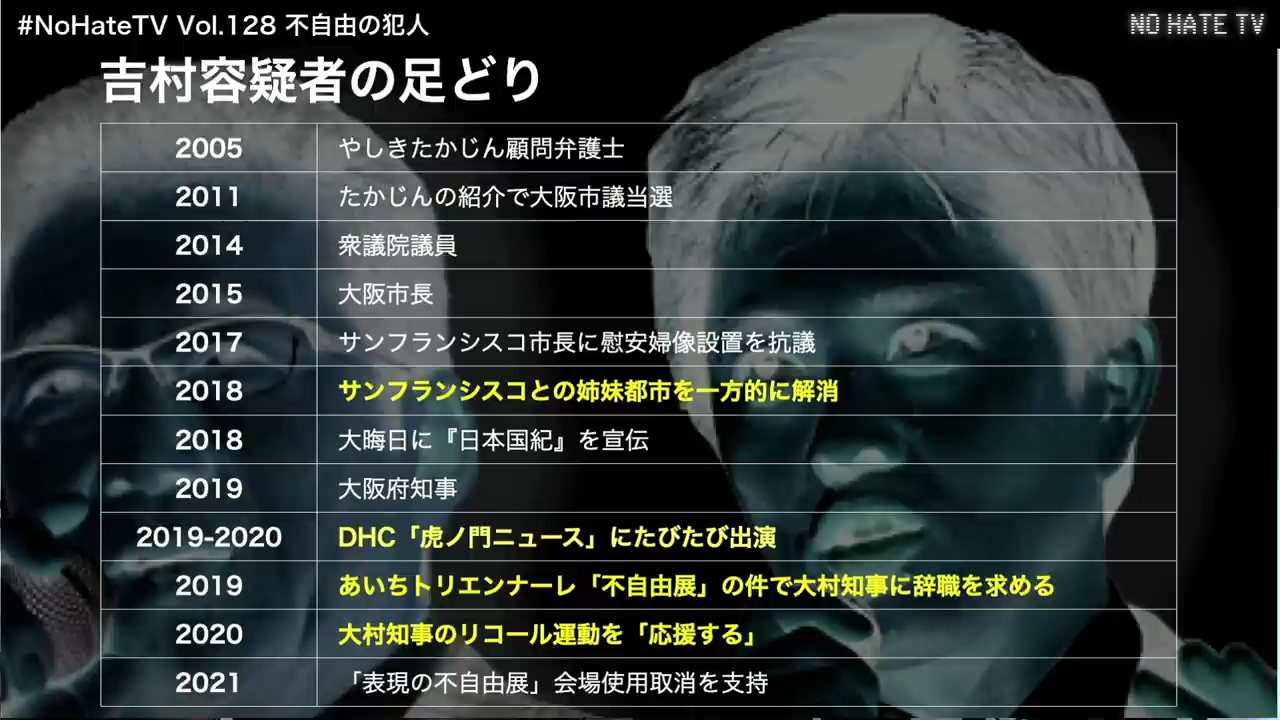 #NoHateTV Vol.128 不自由の犯人
NO HATE TV
吉村容疑者の足どり
2005 やしきたかじん顧問弁護士
2011 たかじんの紹介で大阪市議当選
2014 衆議院議員
2015 大阪市長
2017 サンフランシスコ市長に慰安婦像設置を抗議
2018 サンフランシスコとの姉妹都市を一方的に解消
2018 大晦日に『日本国紀』を宣伝
2019 大阪府知事
2019-2020 DHC「虎ノ門ニュース」にたびたび出演
2019 あいちトリエンナーレ「不自由展」の件で大村知事に辞職を求める
2020 大村知事のリコール運動を「応援する」
2021 「表現の不自由展」会場使用取消を支持